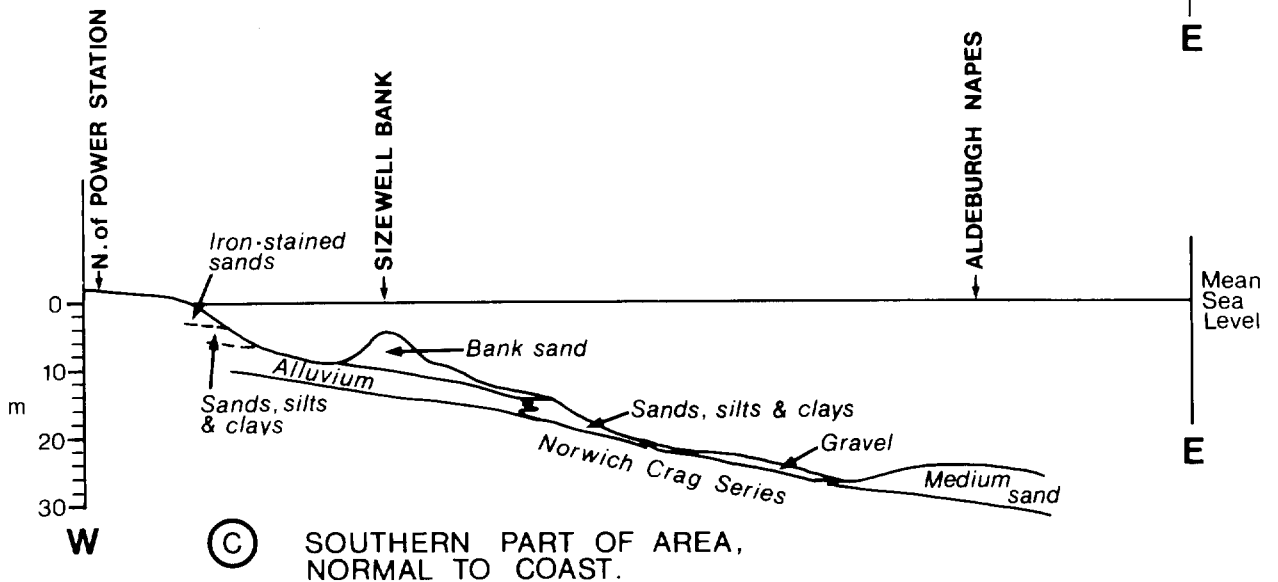 E
N. of POWER STATION
SIZEWELL BANK
ALDEBURGH NAPES
Iron-stained
sands
0
10
20
30
m
Mean
Sea
Level
Bank sand
Alluvium
Sands, silts
& clays
Sands, silts & clays
Gravel
Norwich Crag Series
Medium
sand
W
E
C
SOUTHERN PART OF AREA,
NORMAL TO COAST.